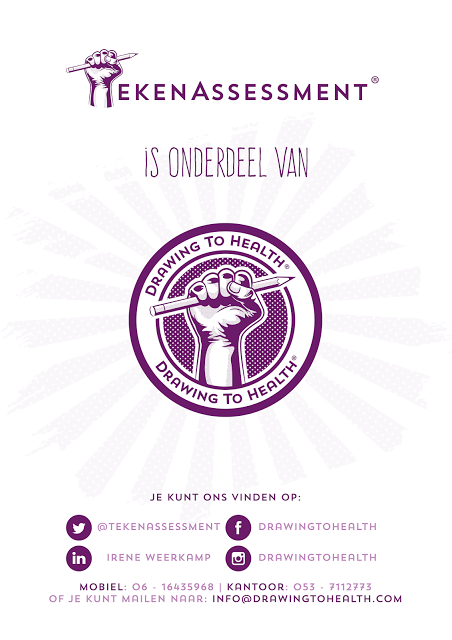 TEKENASSESSMENT®
iS ONDERDEEL VAN
DRAWING TO HEALTH®
DRAWING TO HEALTH®
JE KUNT ONS VINDEN OP:
@TEKENASSESSMENT DRAWINGTOHEALTH
IRENE WEERKAMP DRAWINGTOHEALTH
MOBIEL: 06 - 16435968 | KANTOOR: 053 - 7112773
OF JE KUNT MAILEN NAAR: INFO@DRAWINGTOHEALTH.COM